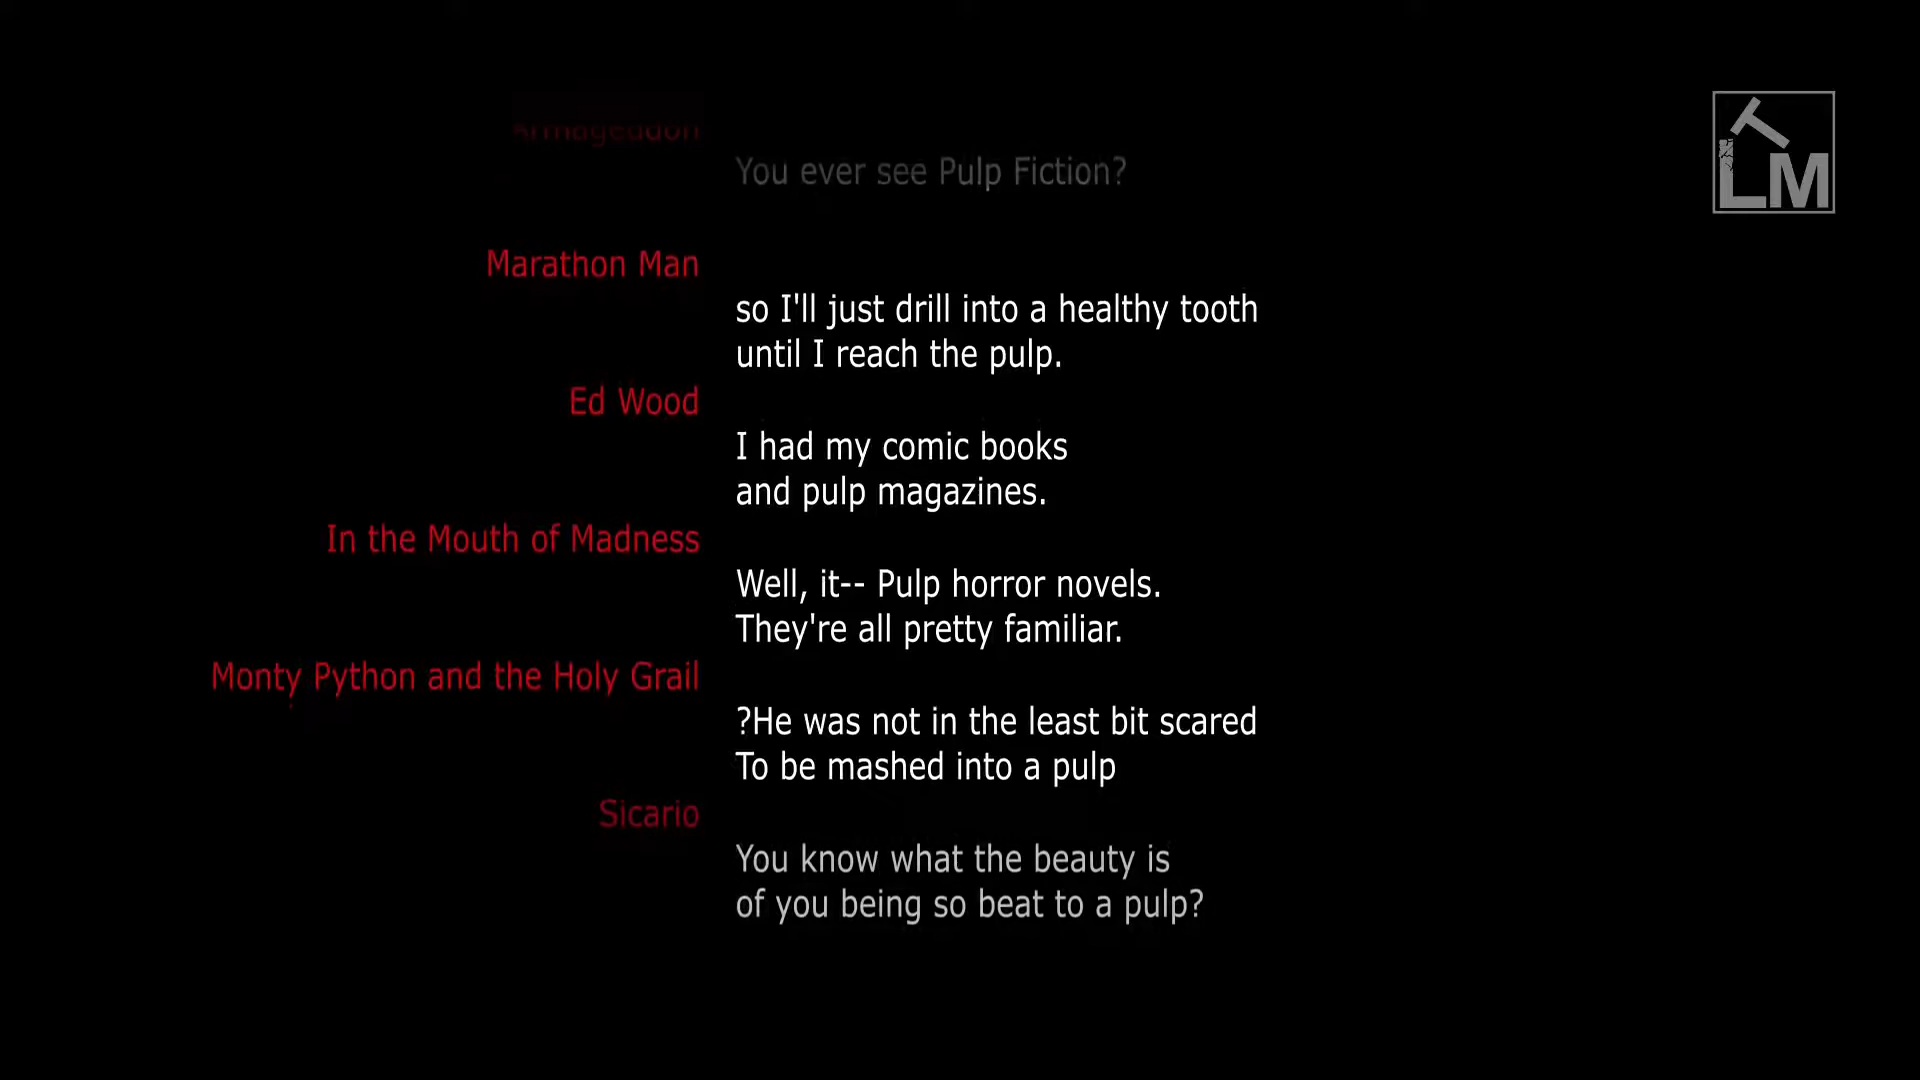 Armageddon
You ever see Pulp Fiction?
Marathon Man
so I'll just drill into a healthy tooth
until I reach the pulp.
Ed Wood
I had my comic books
and pulp magazines.
In the Mouth of Madness
Well, it-- Pulp horror novels.
They're all pretty familiar.
Monty Python and the Holy Grail
?He was not in the least bit scared
To be mashed into a pulp
Sicario
You know what the beauty is
of you being so beat to a pulp?
LTM